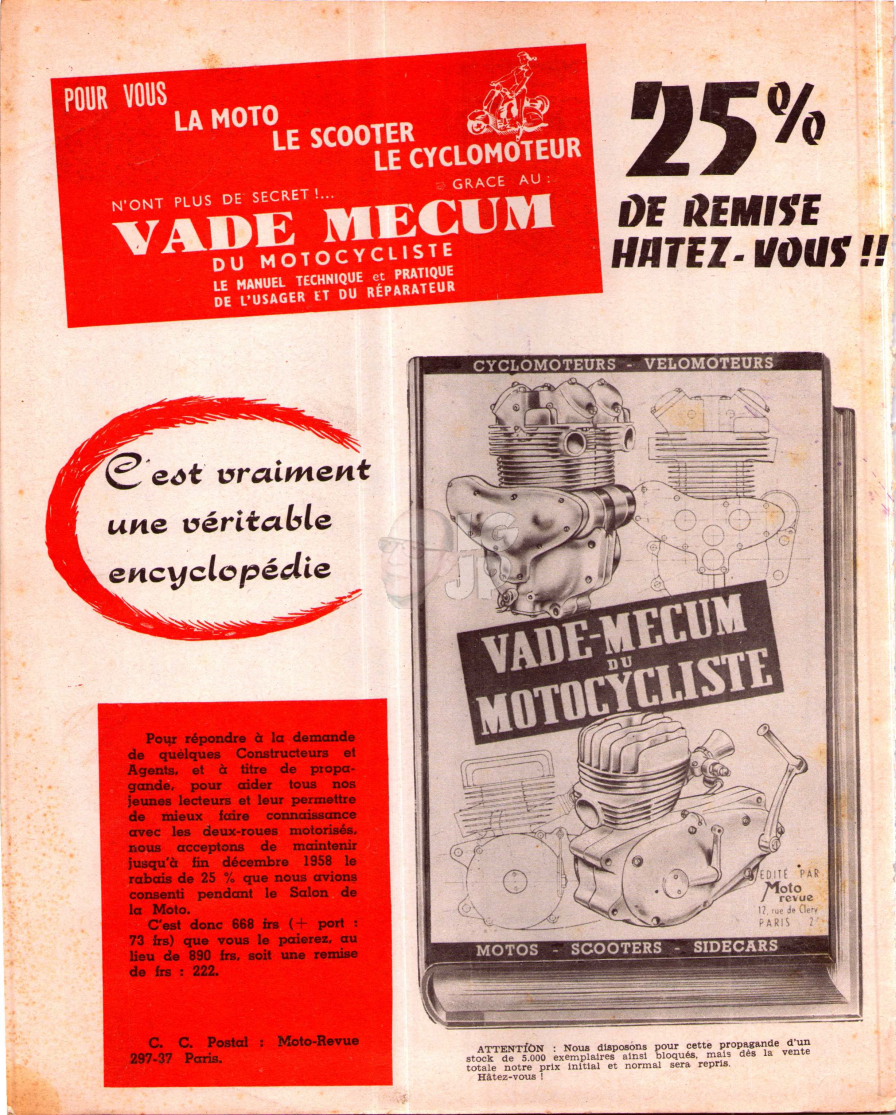 POUR VOUS
LA MOTO
LE SCOOTER
LE CYCLOMOTEUR
N'ONT PLUS DE SECRET !...
GRACE AU :
VADE MECUM
DU MOTOCYCLISTE
LE MANUEL TECHNIQUE et PRATIQUE
DE L'USAGER ET DU RÉPARATEUR
25%
DE REMISE
HATEZ-VOUS !!
C'est vraiment
une véritable
encyclopédie
Pour répondre à la demande
de quelques Constructeurs et
Agents, et à titre de propa-
gande, pour aider tous nos
jeunes lecteurs et leur permettre
de mieux faire connaissance
avec les deux-roues motorisés,
nous acceptons de maintenir
jusqu'à fin décembre 1958 le
rabais de 25 % que nous avions
consenti pendant le Salon de
la Moto.
C'est donc 668 frs (+ port :
73 frs) que vous le paierez, au
lieu de 890 frs, soit une remise
de frs : 222.
C. C. Postal : Moto-Revue
297-37 Paris.
CYCLOMOTEURS - VELOMOTEURS
VADE-MECUM
DU
MOTOCYCLISTE
EDITÉ PAR
Moto
revue
12, rue de Clery
PARIS 2e
MOTOS - SCOOTERS - SIDECARS
ATTENTION : Nous disposons pour cette propagande d'un
stock de 5.000 exemplaires ainsi bloqués, mais dès la vente
totale notre prix initial et normal sera repris.
Hâtez-vous !